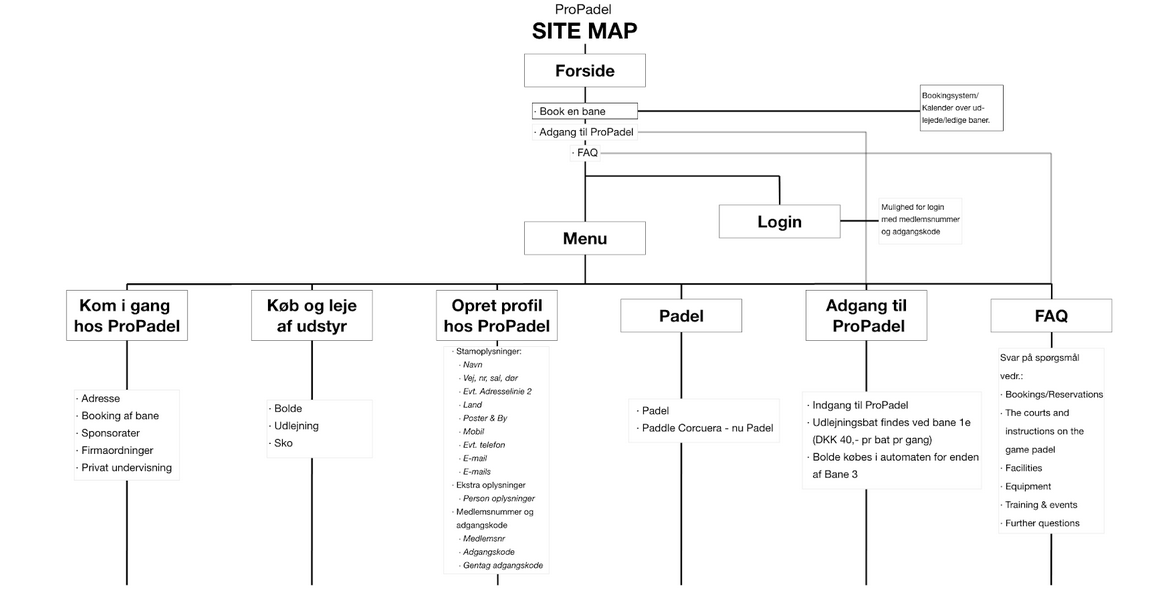 ProPadel
SITE MAP
Forside
· Book en bane
Bookingsystem/
Kalender over ud-
lejede/ledige baner.
· Adgang til ProPadel
· FAQ
Login
Mulighed for login
med medlemsnummer
og adgangskode
Menu
Kom i gang
hos ProPadel
· Adresse
· Booking af bane
· Sponsorater
· Firmaordninger
· Privat undervisning
Køb og leje
af udstyr
· Bolde
· Udlejning
· Sko
Opret profil
hos ProPadel
· Stamoplysninger:
· Navn
· Vej, nr, sal, dør
· Evt. Adresselinie 2
· Land
· Poster & By
· Mobil
· Evt. telefon
· E-mail
· E-mails
· Ekstra oplysninger
· Person oplysninger
· Medlemsnummer og
adgangskode
· Medlemsnr
· Adgangskode
· Gentag adgangskode
Padel
· Padel
· Paddle Corcuera - nu Padel
Adgang til
ProPadel
· Indgang til ProPadel
· Udlejningsbat findes ved bane 1e
(DKK 40,- pr bat pr gang)
· Bolde købes i automaten for enden
af Bane 3
FAQ
Svar på spørgsmål
vedr.:
· Bookings/Reservations
· The courts and
instructions on the
game padel
· Facilities
· Equipment
· Training & events
· Further questions